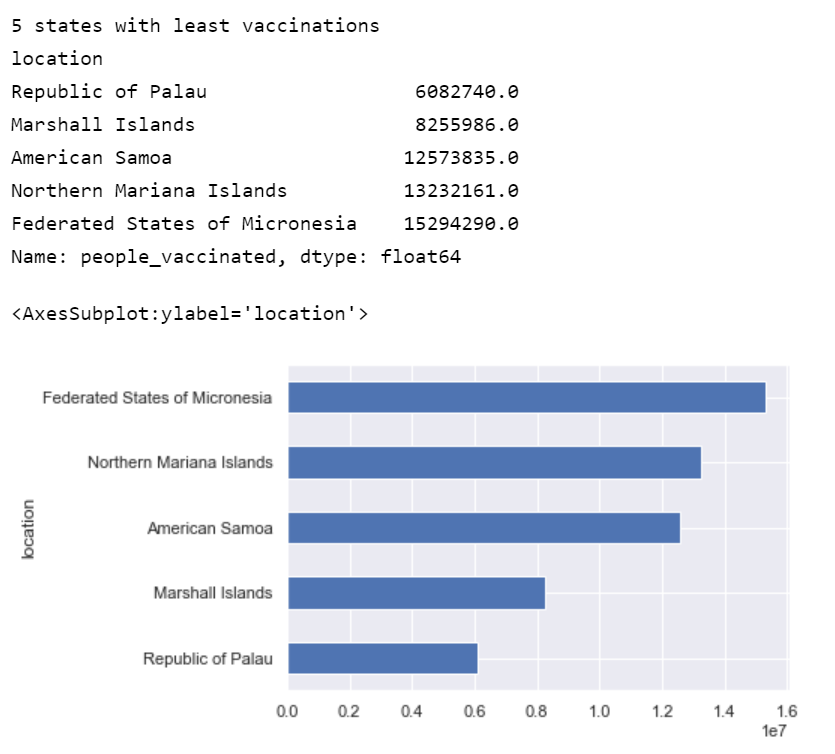 5 states with least vaccinations
location
Republic of Palau 6082740.0
Marshall Islands 8255986.0
American Samoa 12573835.0
Northern Mariana Islands 13232161.0
Federated States of Micronesia 15294290.0
Name: people_vaccinated, dtype: float64
<AxesSubplot:ylabel='location'>
Federated States of Micronesia
Northern Mariana Islands
location
American Samoa
Marshall Islands
Republic of Palau
0.0 0.2 0.4 0.6 0.8 1.0 1.2 1.4 1.6
1e7